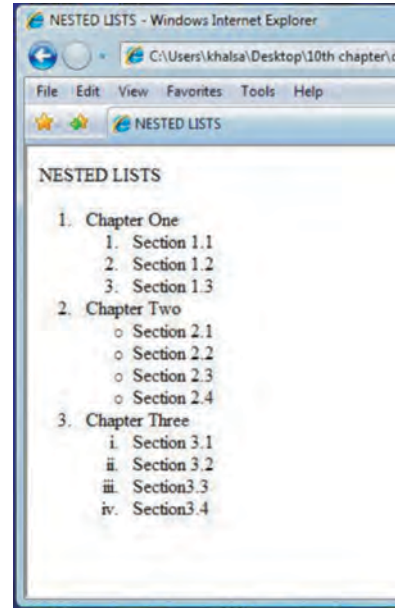 NESTED LISTS - Windows Internet Explorer
C:\Users\khalsa\Desktop\10th chapter\
File Edit View Favorites Tools Help
NESTED LISTS
NESTED LISTS
1. Chapter One
1. Section 1.1
2. Section 1.2
3. Section 1.3
2. Chapter Two
○ Section 2.1
○ Section 2.2
○ Section 2.3
○ Section 2.4
3. Chapter Three
i. Section 3.1
ii. Section 3.2
iii. Section3.3
iv. Section3.4